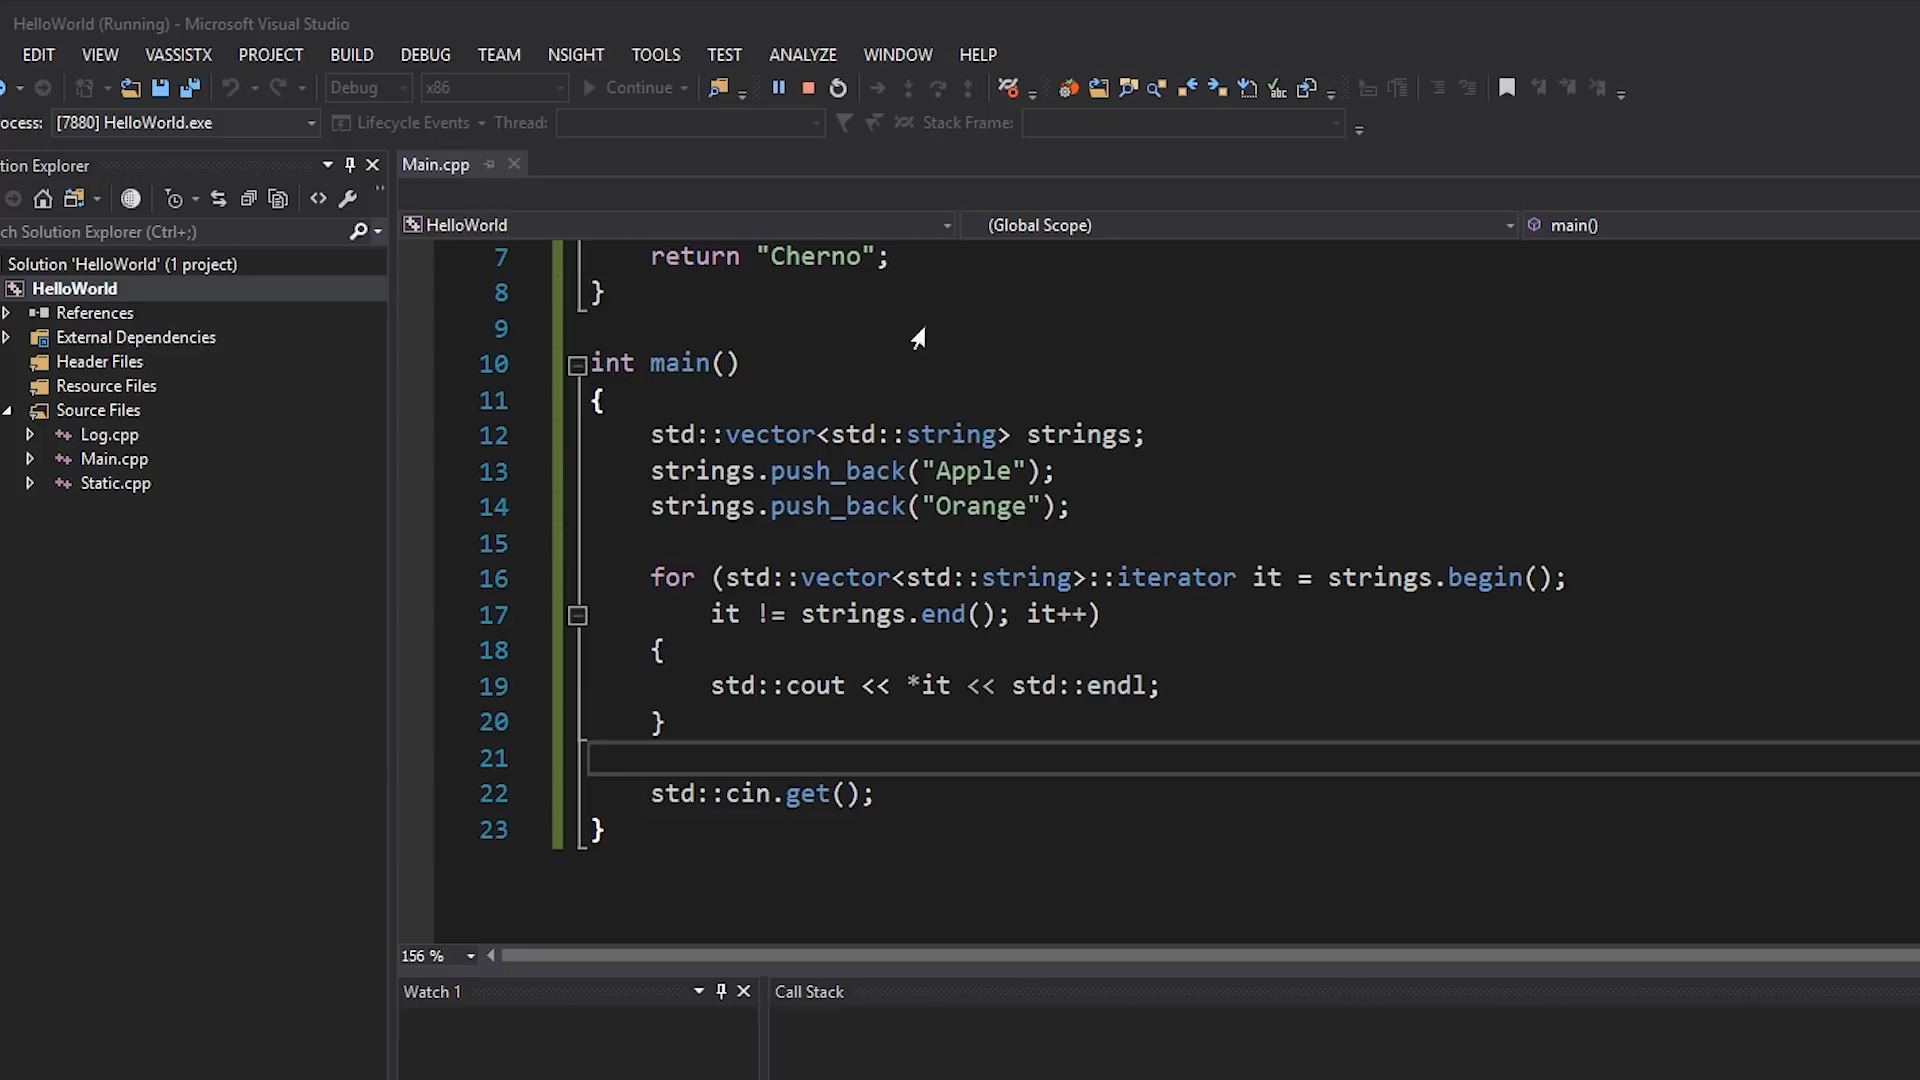 HelloWorld (Running) - Microsoft Visual Studio
EDIT VIEW VASSISTX PROJECT BUILD DEBUG TEAM NSIGHT TOOLS TEST ANALYZE WINDOW HELP
Debug x86 Continue
ocess: [7880] HelloWorld.exe Lifecycle Events Thread: Stack Frame:
tion Explorer
Main.cpp
ch Solution Explorer (Ctrl+;)
HelloWorld (Global Scope) main()
Solution 'HelloWorld' (1 project)
HelloWorld
References
External Dependencies
Header Files
Resource Files
Source Files
Log.cpp
Main.cpp
Static.cpp
7 return "Cherno";
8 }
9
10 int main()
11 {
12 std::vector<std::string> strings;
13 strings.push_back("Apple");
14 strings.push_back("Orange");
15
16 for (std::vector<std::string>::iterator it = strings.begin();
17 it != strings.end(); it++)
18 {
19 std::cout << *it << std::endl;
20 }
21
22 std::cin.get();
23 }
156 %
Watch 1 Call Stack